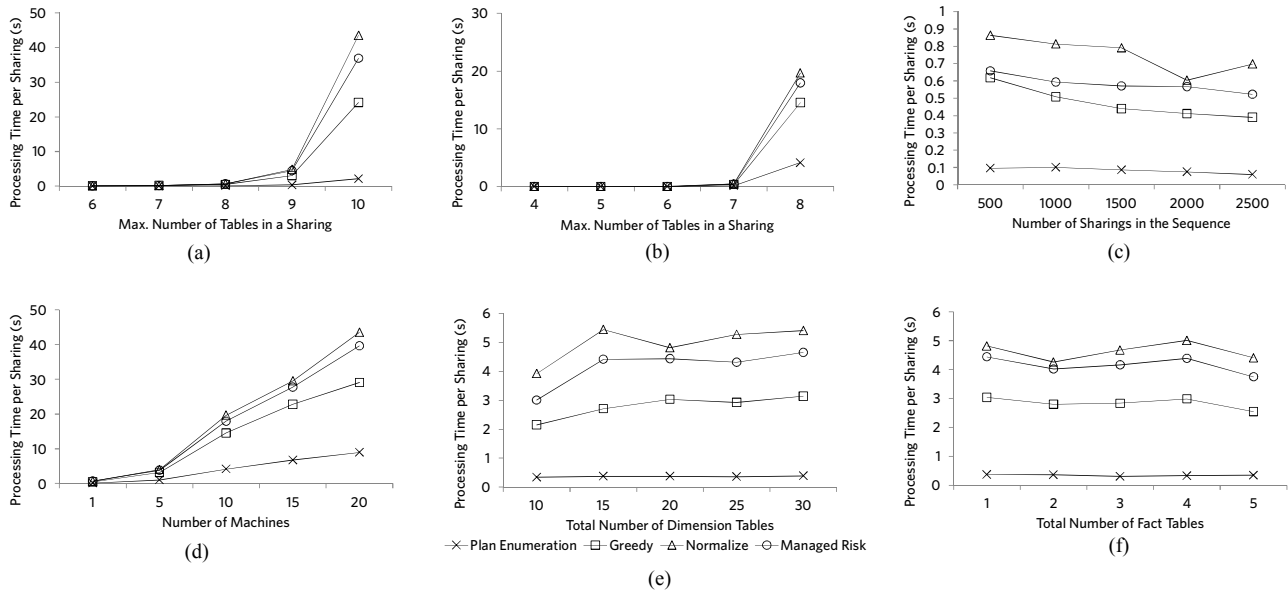 Processing Time per Sharing (s)
50
40
30
20
10
0
6 7 8 9 10
Max. Number of Tables in a Sharing
(a)
Processing Time per Sharing (s)
30
20
10
0
4 5 6 7 8
Max. Number of Tables in a Sharing
(b)
Processing Time per Sharing (s)
1
0.9
0.8
0.7
0.6
0.5
0.4
0.2
0.2
0.1
0
500 1000 1500 2000 2500
Number of Sharings in the Sequence
(c)
Processing Time per Sharing (s)
50
40
30
20
10
0
1 5 10 15 20
Number of Machines
(d)
Processing Time per Sharing (s)
6
5
4
3
2
1
0
10 15 20 25 30
Total Number of Dimension Tables
Plan Enumeration Greedy Normalize Managed Risk
(e)
Processing Time per Sharing (s)
6
5
4
3
2
1
0
1 2 3 4 5
Total Number of Fact Tables
(f)